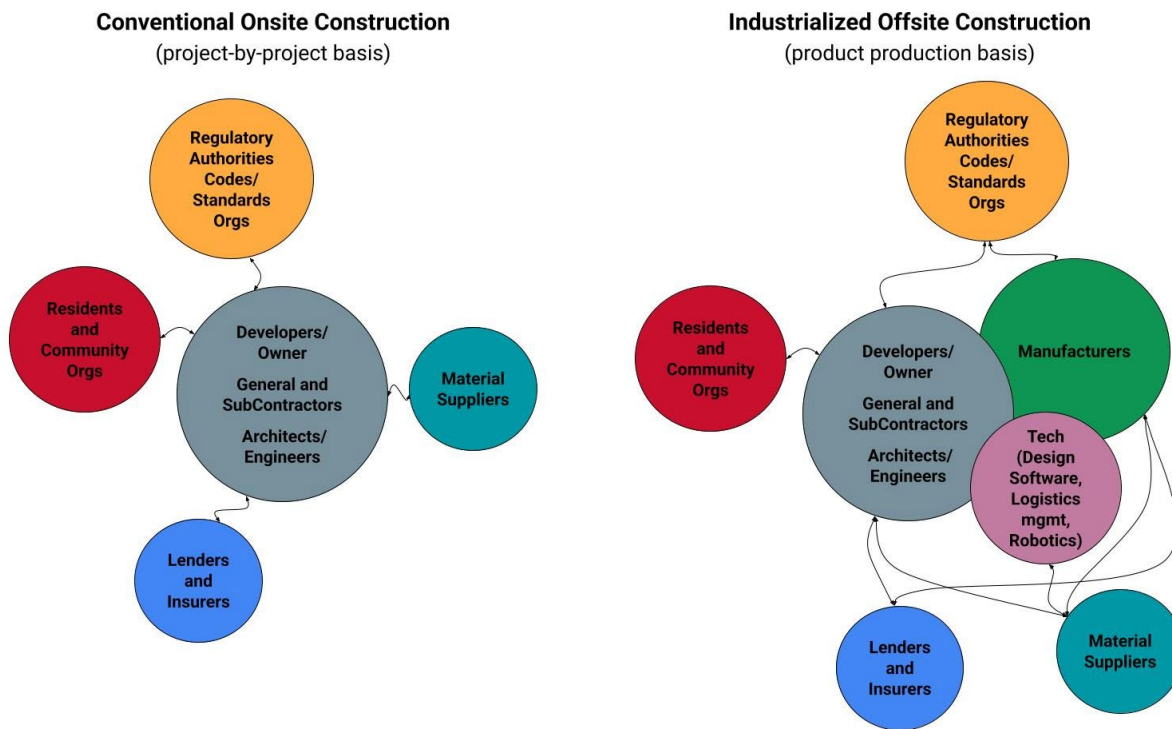 Conventional Onsite Construction
(project-by-project basis)
Regulatory
Authorities
Codes/
Standards
Orgs
Residents
and
Community
Orgs
Developers/
Owner
General and
SubContractors
Architects/
Engineers
Material
Suppliers
Lenders
and
Insurers
Industrialized Offsite Construction
(product production basis)
Regulatory
Authorities
Codes/
Standards
Orgs
Residents
and
Community
Orgs
Developers/
Owner
General and
SubContractors
Architects/
Engineers
Manufacturers
Tech
(Design
Software,
Logistics
mgmt,
Robotics)
Lenders
and
Insurers
Material
Suppliers